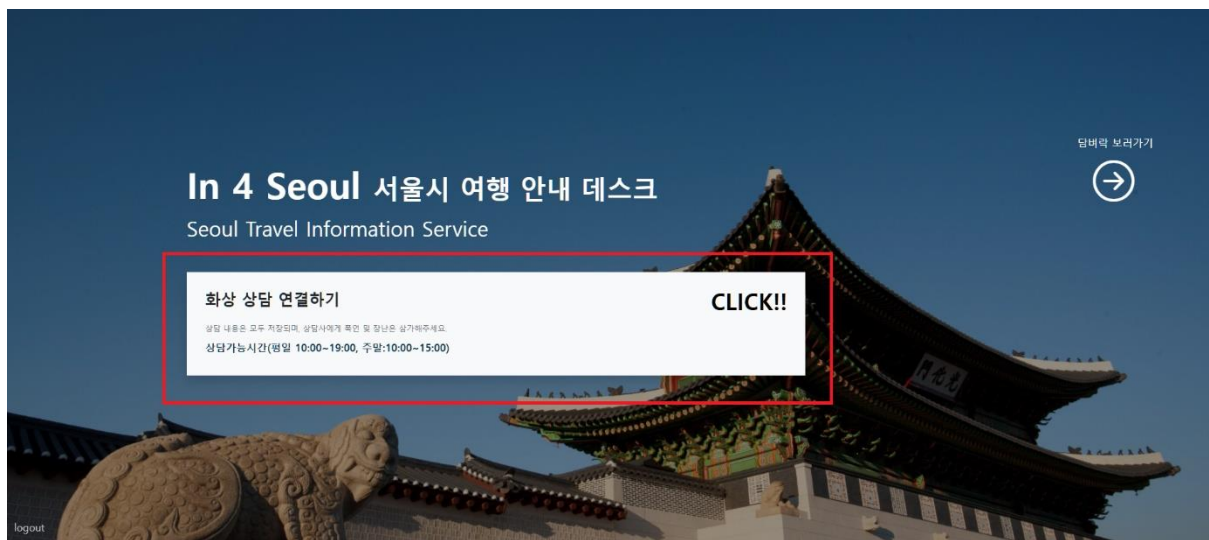 담벼락 보러가기
In 4 Seoul 서울시 여행 안내 데스크
Seoul Travel Information Service
화상 상담 연결하기
CLICK!!
상담 내용은 모두 저장되며, 상담사에게 폭언 및 장난은 삼가해주세요.
상담가능시간(평일 10:00~19:00, 주말:10:00~15:00)
門化光
logout